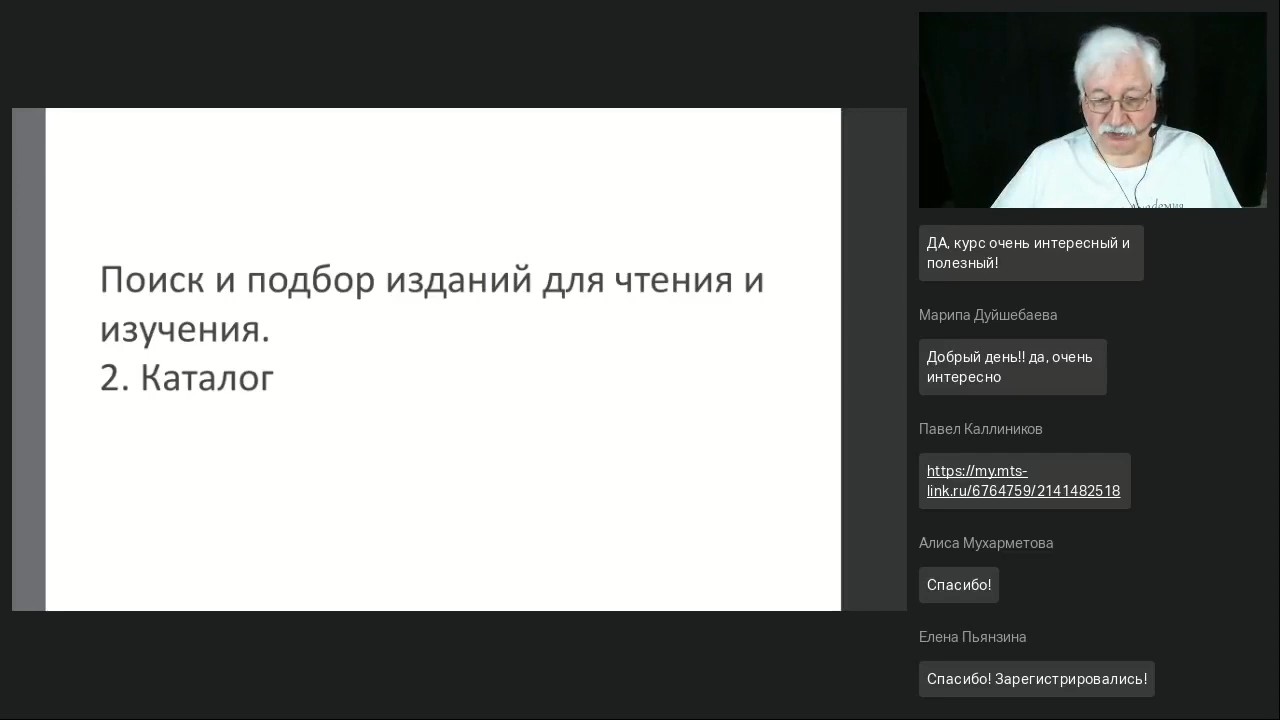 Поиск и подбор изданий для чтения и
изучения.
2. Каталог
ДА, курс очень интересный и
полезный!
Марипа Дуйшебаева
Добрый день!! да, очень
интересно
Павел Каллиников
https://my.mts-
link.ru/6764759/2141482518
Алиса Мухарметова
Спасибо!
Елена Пьянзина
Спасибо! Зарегистрировались!